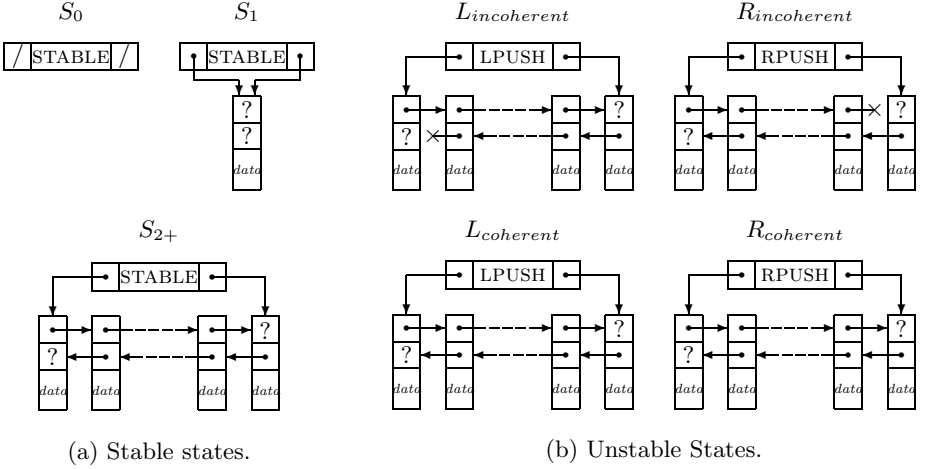 S0 S1 Lincoherent Rincoherent
/ STABLE / STABLE LPUSH RPUSH
? ? ?
? ? ?
data data data data data data data data data
S2+ Lcoherent Rcoherent
STABLE LPUSH RPUSH
? ? ?
? ? ?
data data data data data data data data data data data data
(a) Stable states. (b) Unstable States.